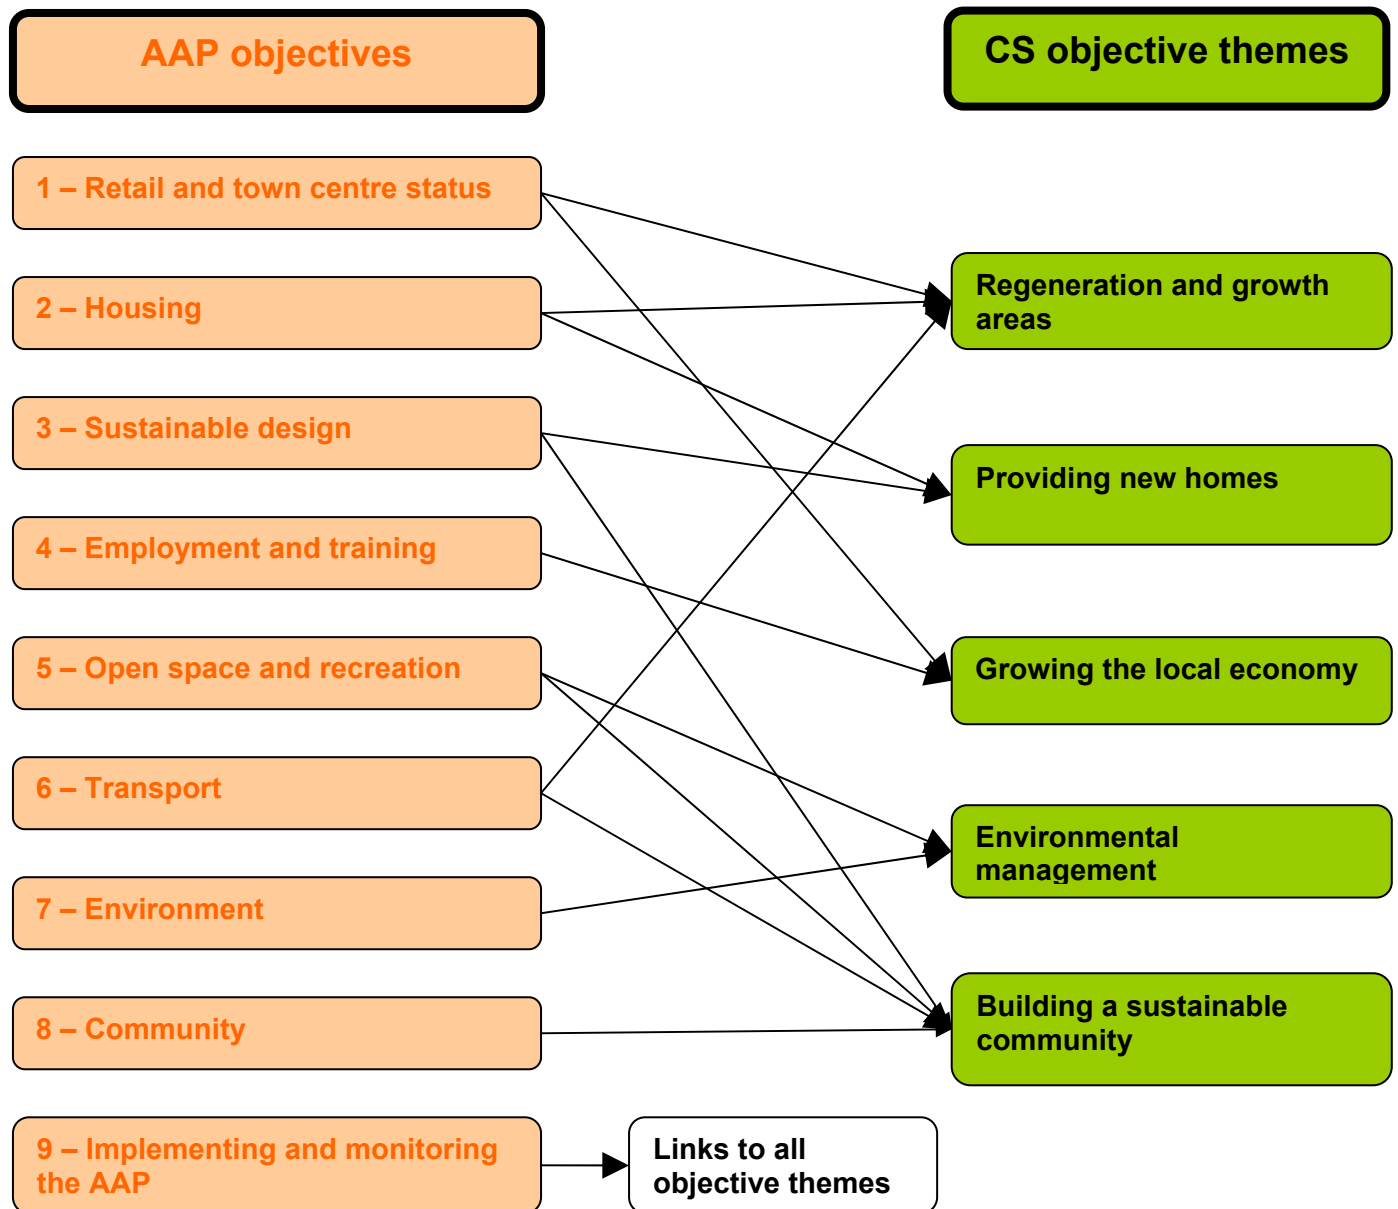 AAP objectives
CS objective themes
1 – Retail and town centre status
2 – Housing
3 – Sustainable design
4 – Employment and training
5 – Open space and recreation
6 – Transport
7 – Environment
8 – Community
9 – Implementing and monitoring
the AAP
Regeneration and growth
areas
Providing new homes
Growing the local economy
Environmental
management
Building a sustainable
community
Links to all
objective themes